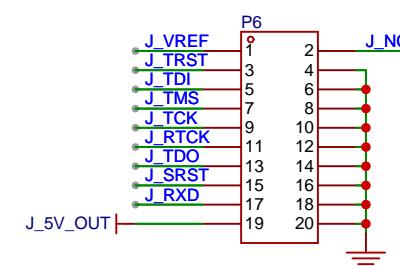 P6
J_VREF 1 2 J_NC
J_TRST 3 4
J_TDI 5 6
J_TMS 7 8
J_TCK 9 10
J_RTCK 11 12
J_TDO 13 14
J_SRST 15 16
J_RXD 17 18
J_5V_OUT 19 20